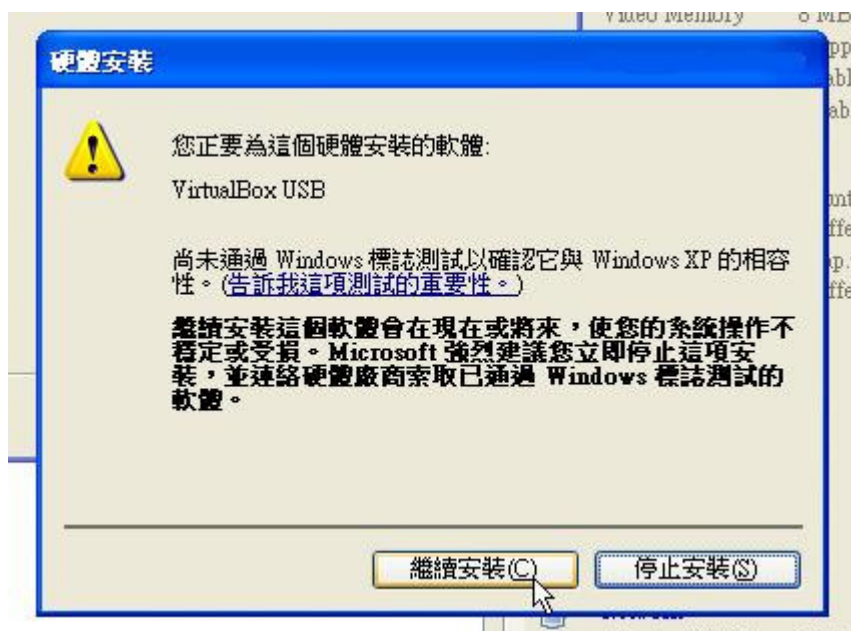 Video Memory 8 MB
硬體安裝
您正要為這個硬體安裝的軟體:
VirtualBox USB
尚未通過 Windows 標誌測試以確認它與 Windows XP 的相容
性。(告訴我這項測試的重要性。)
繼續安裝這個軟體會在現在或將來，使您的系統操作不
穩定或受損。Microsoft 強烈建議您立即停止這項安
裝，並連絡硬體廠商索取已通過 Windows 標誌測試的
軟體。
繼續安裝(C)
停止安裝(S)